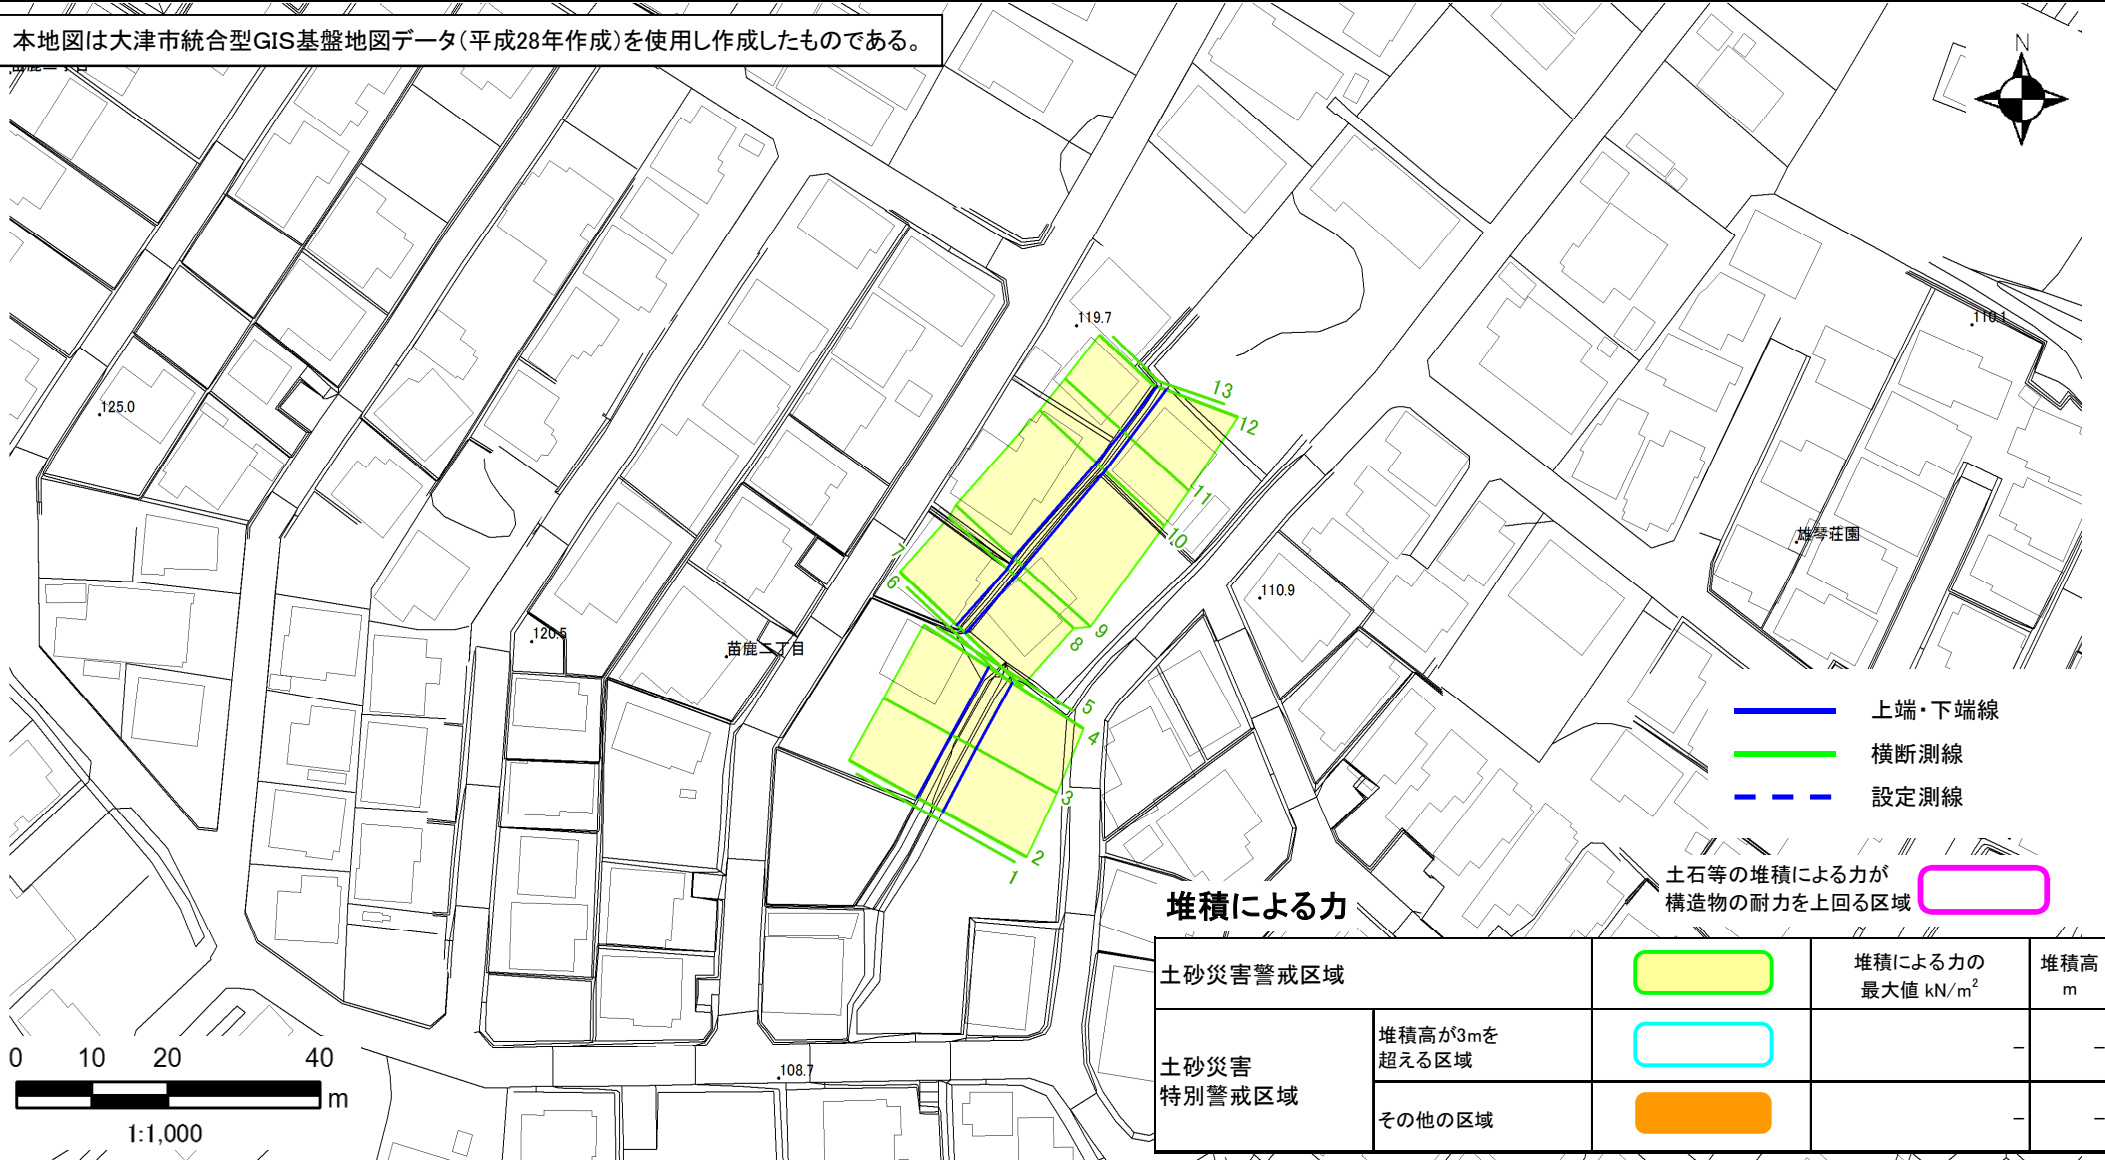 本地図は大津市統合型GIS基盤地図データ(平成28年作成)を使用し作成したものである。
N
119.7
110.1
125.0
13
12
11
10
7
6
9
8
雄琴荘園
110.9
120.5
苗鹿二丁目
5
4
3
2
1
上端・下端線
横断測線
設定測線
土石等の堆積による力が
構造物の耐力を上回る区域
堆積による力
土砂災害警戒区域
堆積による力の
最大値 kN/m²
堆積高
m
土砂災害
特別警戒区域
堆積高が3mを
超える区域
– –
その他の区域
– –
108.7
0 10 20 40
m
1:1,000